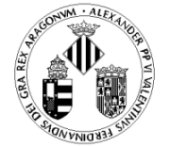 ALEXANDER PP VI VALENTINVS FERDINANDVS DEI GRA REX ARAGONVM